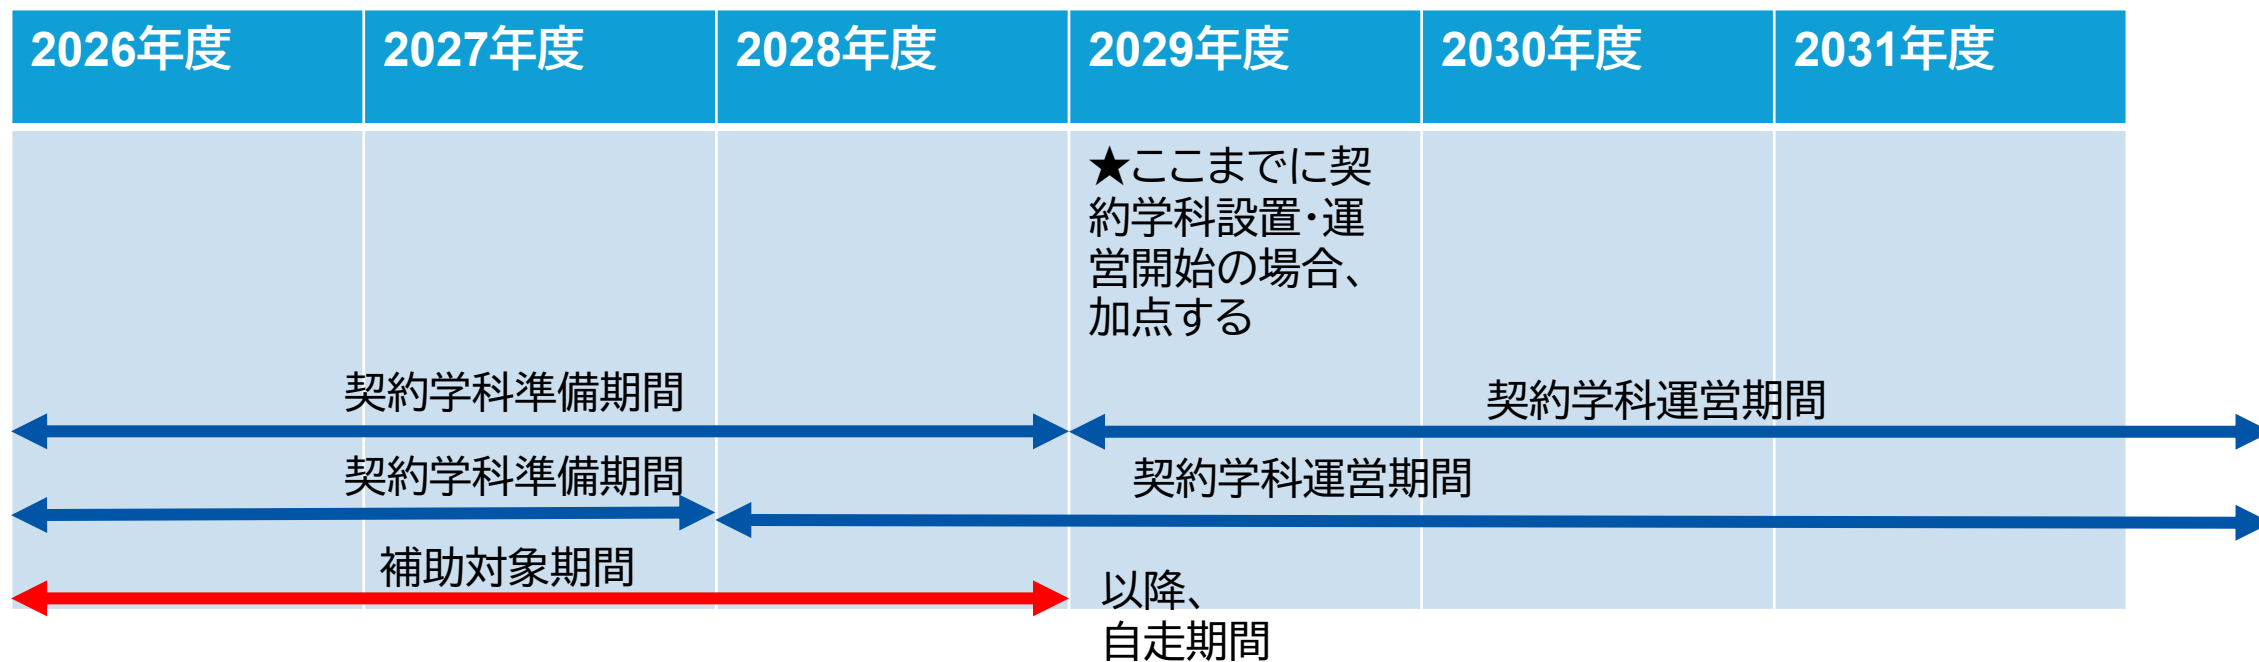 2026年度 2027年度 2028年度 2029年度 2030年度 2031年度
★ここまでに契
約学科設置・運
営開始の場合、
加点する
契約学科準備期間
契約学科運営期間
契約学科準備期間
契約学科運営期間
補助対象期間
以降、
自走期間